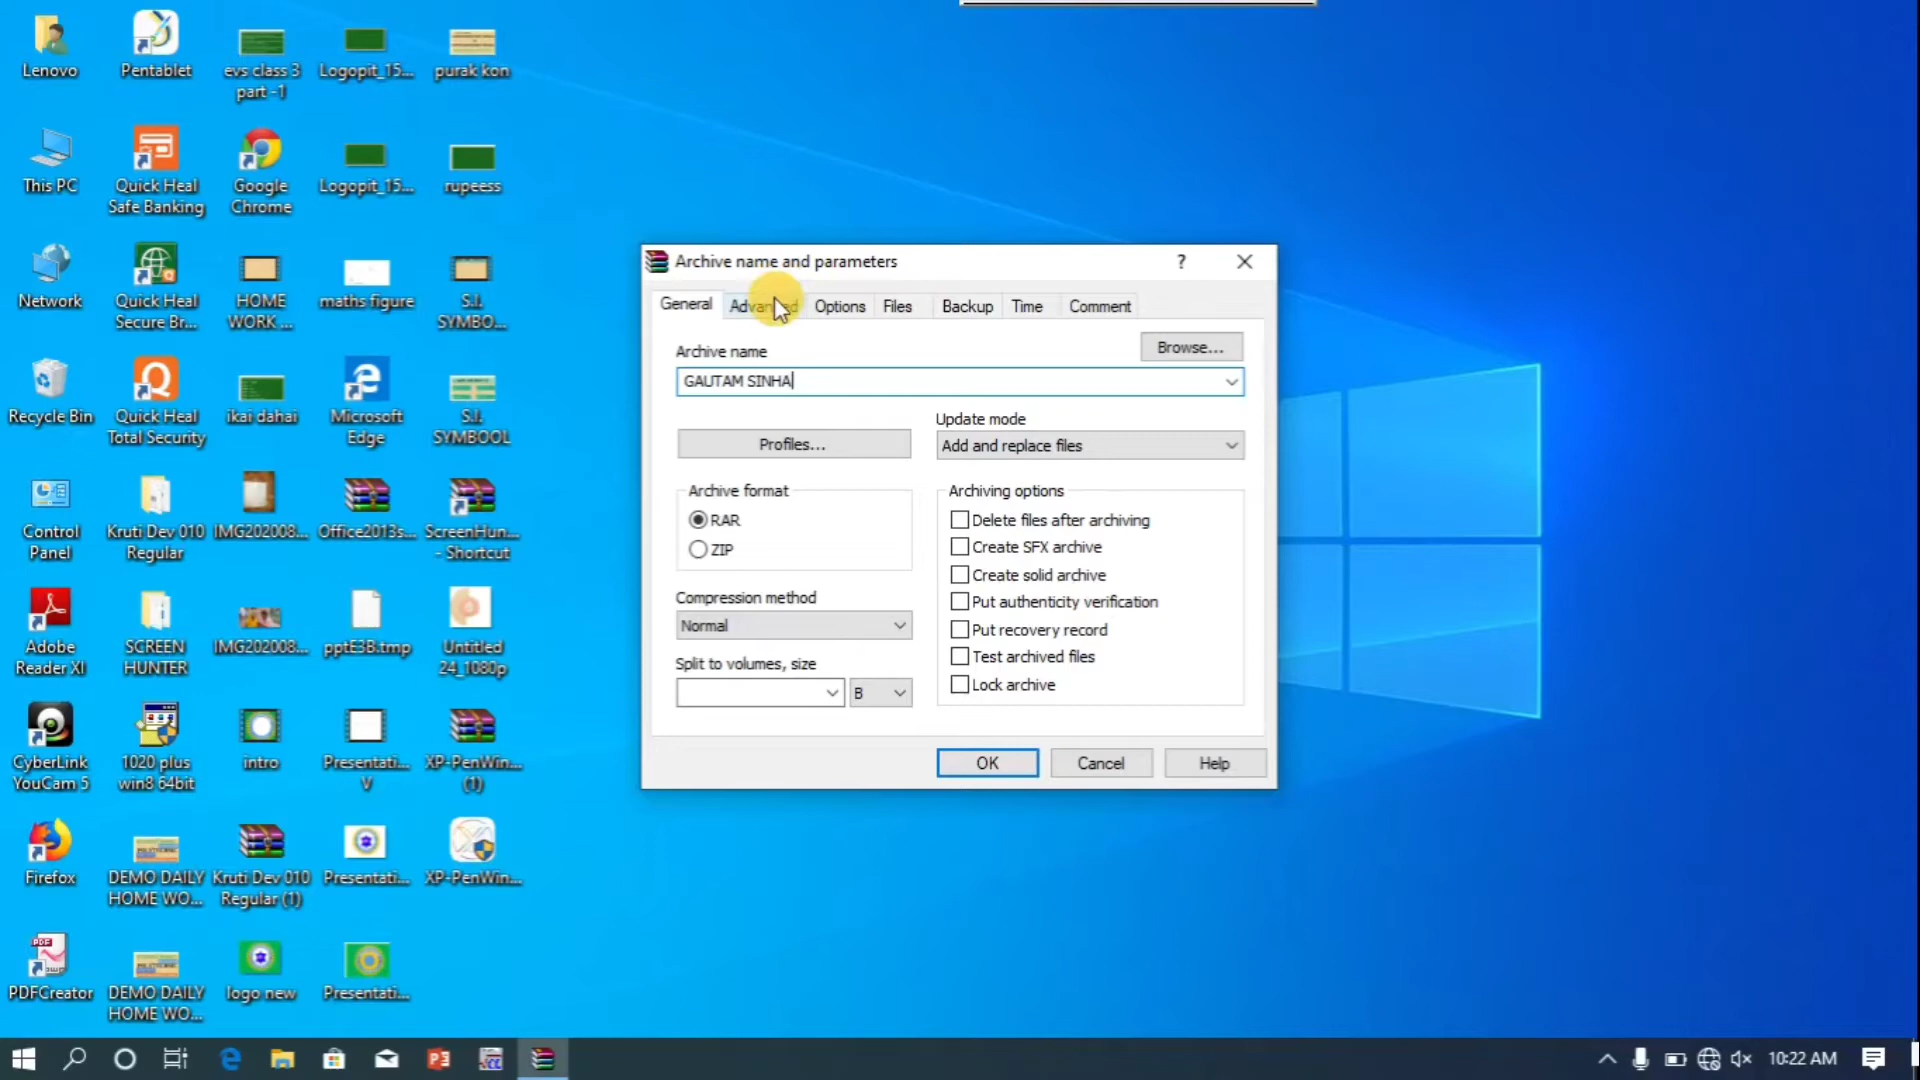 Lenovo
Pentablet
evs class 3
part -1
Logopit_15...
purak kon
This PC
Quick Heal
Safe Banking
Google
Chrome
Logopit_15...
rupeess
Network
Quick Heal
Secure Br...
HOME
WORK ...
maths figure
S.I.
SYMBO...
Recycle Bin
Quick Heal
Total Security
ikai dahai
Microsoft
Edge
S.I.
SYMBOOL
Control
Panel
Kruti Dev 010
Regular
IMG202008...
Office2013s...
ScreenHun...
- Shortcut
Adobe
Reader XI
SCREEN
HUNTER
IMG202008...
pptE3B.tmp
Untitled
24_1080p
CyberLink
YouCam 5
1020 plus
win8 64bit
intro
Presentati...
V
XP-PenWin...
(1)
Firefox
DEMO DAILY
HOME WO...
Kruti Dev 010
Regular (1)
Presentati...
XP-PenWin...
PDFCreator
DEMO DAILY
HOME WO...
logo new
Presentati...
Archive name and parameters
?
General Advanced Options Files Backup Time Comment
Archive name
Browse...
GAUTAM SINHA
Profiles...
Update mode
Add and replace files
Archive format
RAR
ZIP
Compression method
Normal
Split to volumes, size
B
Archiving options
Delete files after archiving
Create SFX archive
Create solid archive
Put authenticity verification
Put recovery record
Test archived files
Lock archive
OK Cancel Help
10:22 AM